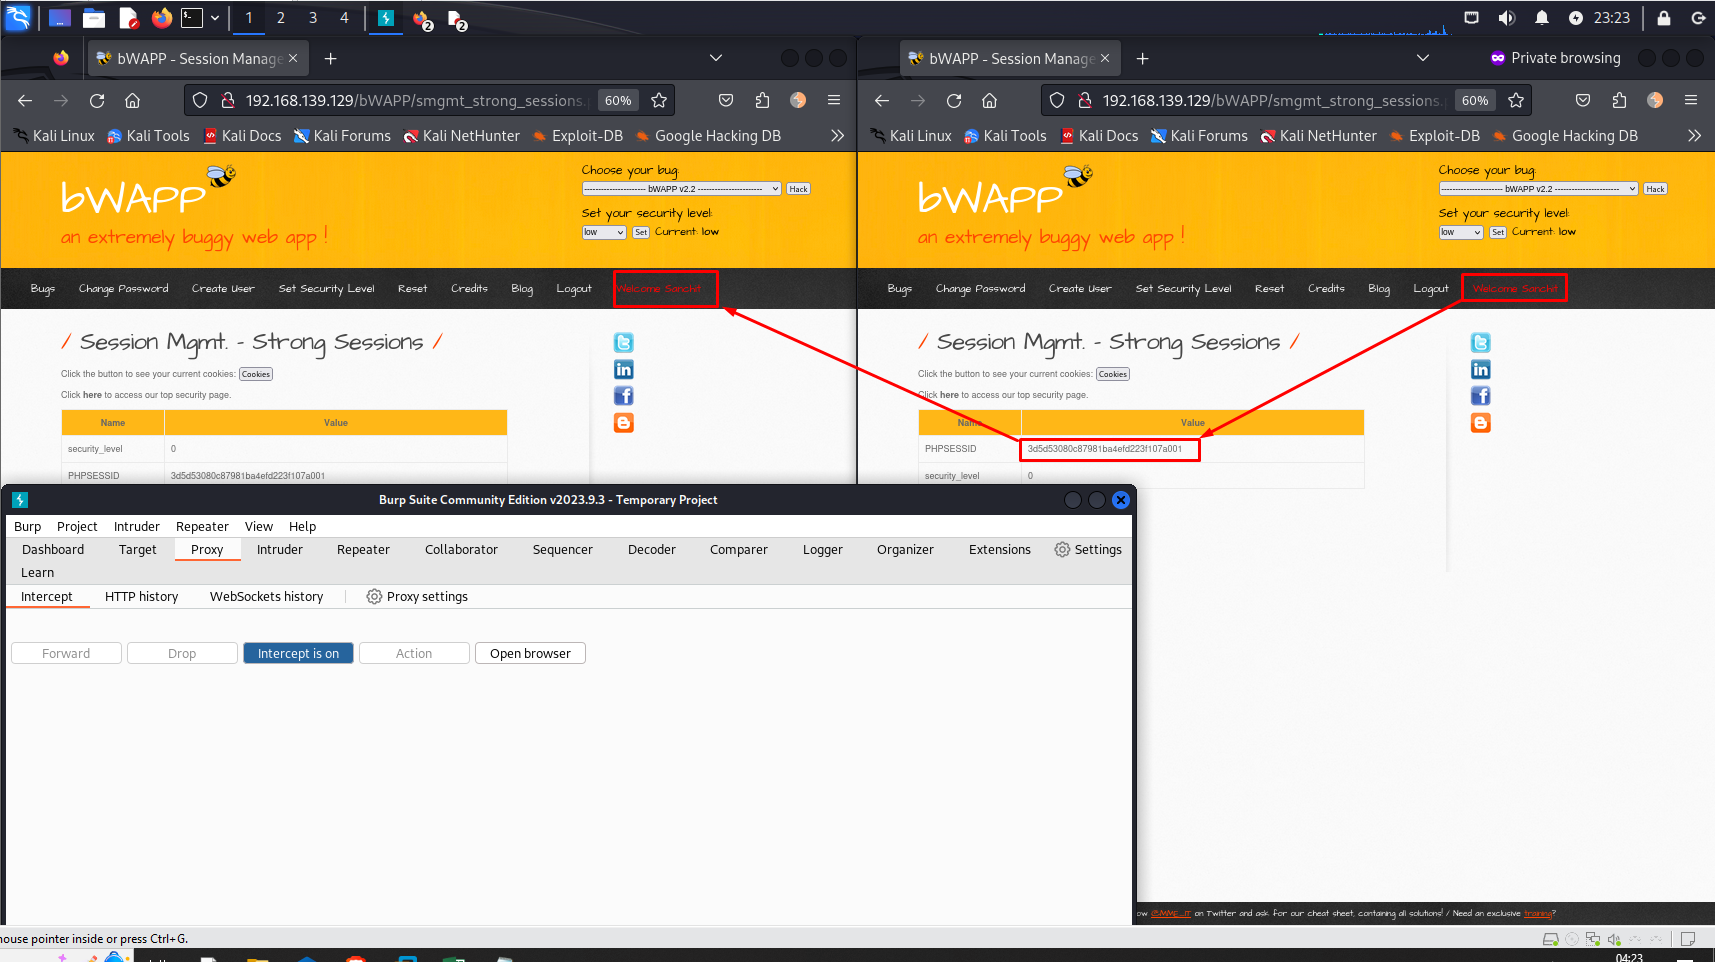 1 2 3 4 2 2 23:23
bWAPP - Session Manage
192.168.139.129/bWAPP/smgmt_strong_sessions. 60%
Kali Linux Kali Tools Kali Docs Kali Forums Kali NetHunter Exploit-DB Google Hacking DB
bWAPP
an extremely buggy web app !
Choose your bug:
---------------------- bWAPP v2.2 ----------------------- Hack
Set your security level:
low Set Current: low
Bugs Change Password Create User Set Security Level Reset Credits Blog Logout Welcome Sanchit
/ Session Mgmt. - Strong Sessions /
Click the button to see your current cookies: Cookies
Click here to access our top security page.
Name Value
security_level 0
PHPSESSID 3d5d53080c87981ba4efd223f107a001
bWAPP - Session Manage Private browsing
192.168.139.129/bWAPP/smgmt_strong_sessions. 60%
Kali Linux Kali Tools Kali Docs Kali Forums Kali NetHunter Exploit-DB Google Hacking DB
bWAPP
an extremely buggy web app !
Choose your bug:
---------------------- bWAPP v2.2 ----------------------- Hack
Set your security level:
low Set Current: low
Bugs Change Password Create User Set Security Level Reset Credits Blog Logout Welcome Sanchit
/ Session Mgmt. - Strong Sessions /
Click the button to see your current cookies: Cookies
Click here to access our top security page.
Name Value
PHPSESSID 3d5d53080c87981ba4efd223f107a001
security_level 0
Burp Suite Community Edition v2023.9.3 - Temporary Project
Burp Project Intruder Repeater View Help
Dashboard Target Proxy Intruder Repeater Collaborator Sequencer Decoder Comparer Logger Organizer Extensions Settings
Learn
Intercept HTTP history WebSockets history Proxy settings
Forward Drop Intercept is on Action Open browser
ow @MME_IT on Twitter and ask for our cheat sheet, containing all solutions! / Need an exclusive training?
nouse pointer inside or press Ctrl+G.
04:23